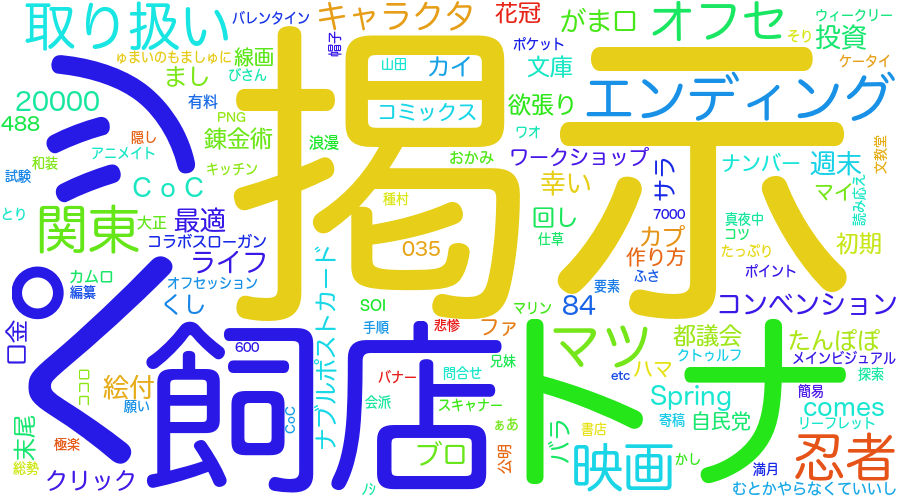 取り扱い
バレンタイン
キャラクタ
花冠
がま口
オフセ
ウィークリー
そり
投資
ゅまいのもましゅに
帽子
線画
まし
びさん
山田
カイ
ポケット
文庫
ケータイ
掲示
ミ
20000
有料
PNG
コミックス
欲張り
エンディング
488
隠し
錬金術
浪漫
ワオ
和装
アニメイト
おかみ
ワークショップ
ナンバー
週末
文教堂
試験
CoC
キッチン
種村
幸い
サラ
マイ
読み応え
とり
関東
大正
最適
回し
7000
真夜中
コツ
仕草
コラボスローガン
ライフ
035
カプ
作り方
たっぷり
初期
ぺ
カムロ
オフセッション
編纂
くし
ポイント
ふさ
要素
SOI
マリン
84
コンベンション
口金
手順
悲惨
ファ
600
飼
店
トナ
マツ
都議会
たんぽぽ
クトゥルフ
メインビジュアル
兄妹
ココロ
絵付
願い
バナー
問合せ
etc
ハマ
簡易
探索
CoC
ナブルポストカード
会派
スキャナー
Spring
comes
末尾
極楽
ぁあ
バラ
書店
寄稿
自民党
リーフレット
総勢
クリック
ブロ
公明
映画
かし
満月
忍者
むとかやらなくていいし